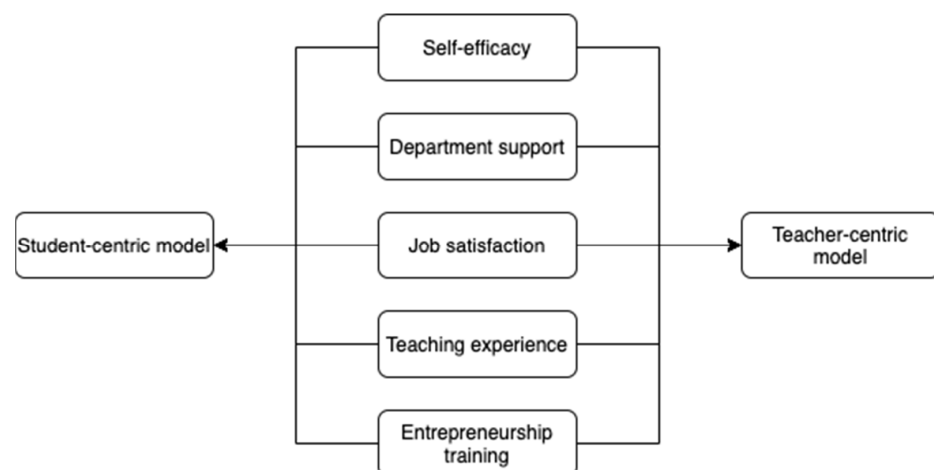 Self-efficacy
Department support
Student-centric model
Job satisfaction
Teacher-centric
model
Teaching experience
Entrepreneurship
training